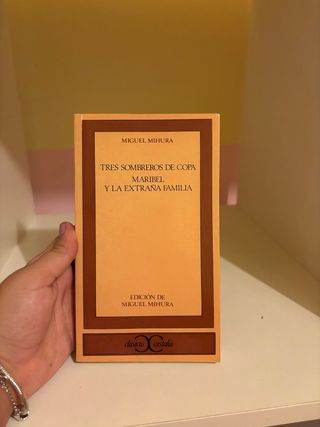 MIGUEL MIHURA
TRES SOMBREROS DE COPA
MARIBEL
Y LA EXTRAÑA FAMILIA
EDICIÓN DE
MIGUEL MIHURA
clásicos castalia